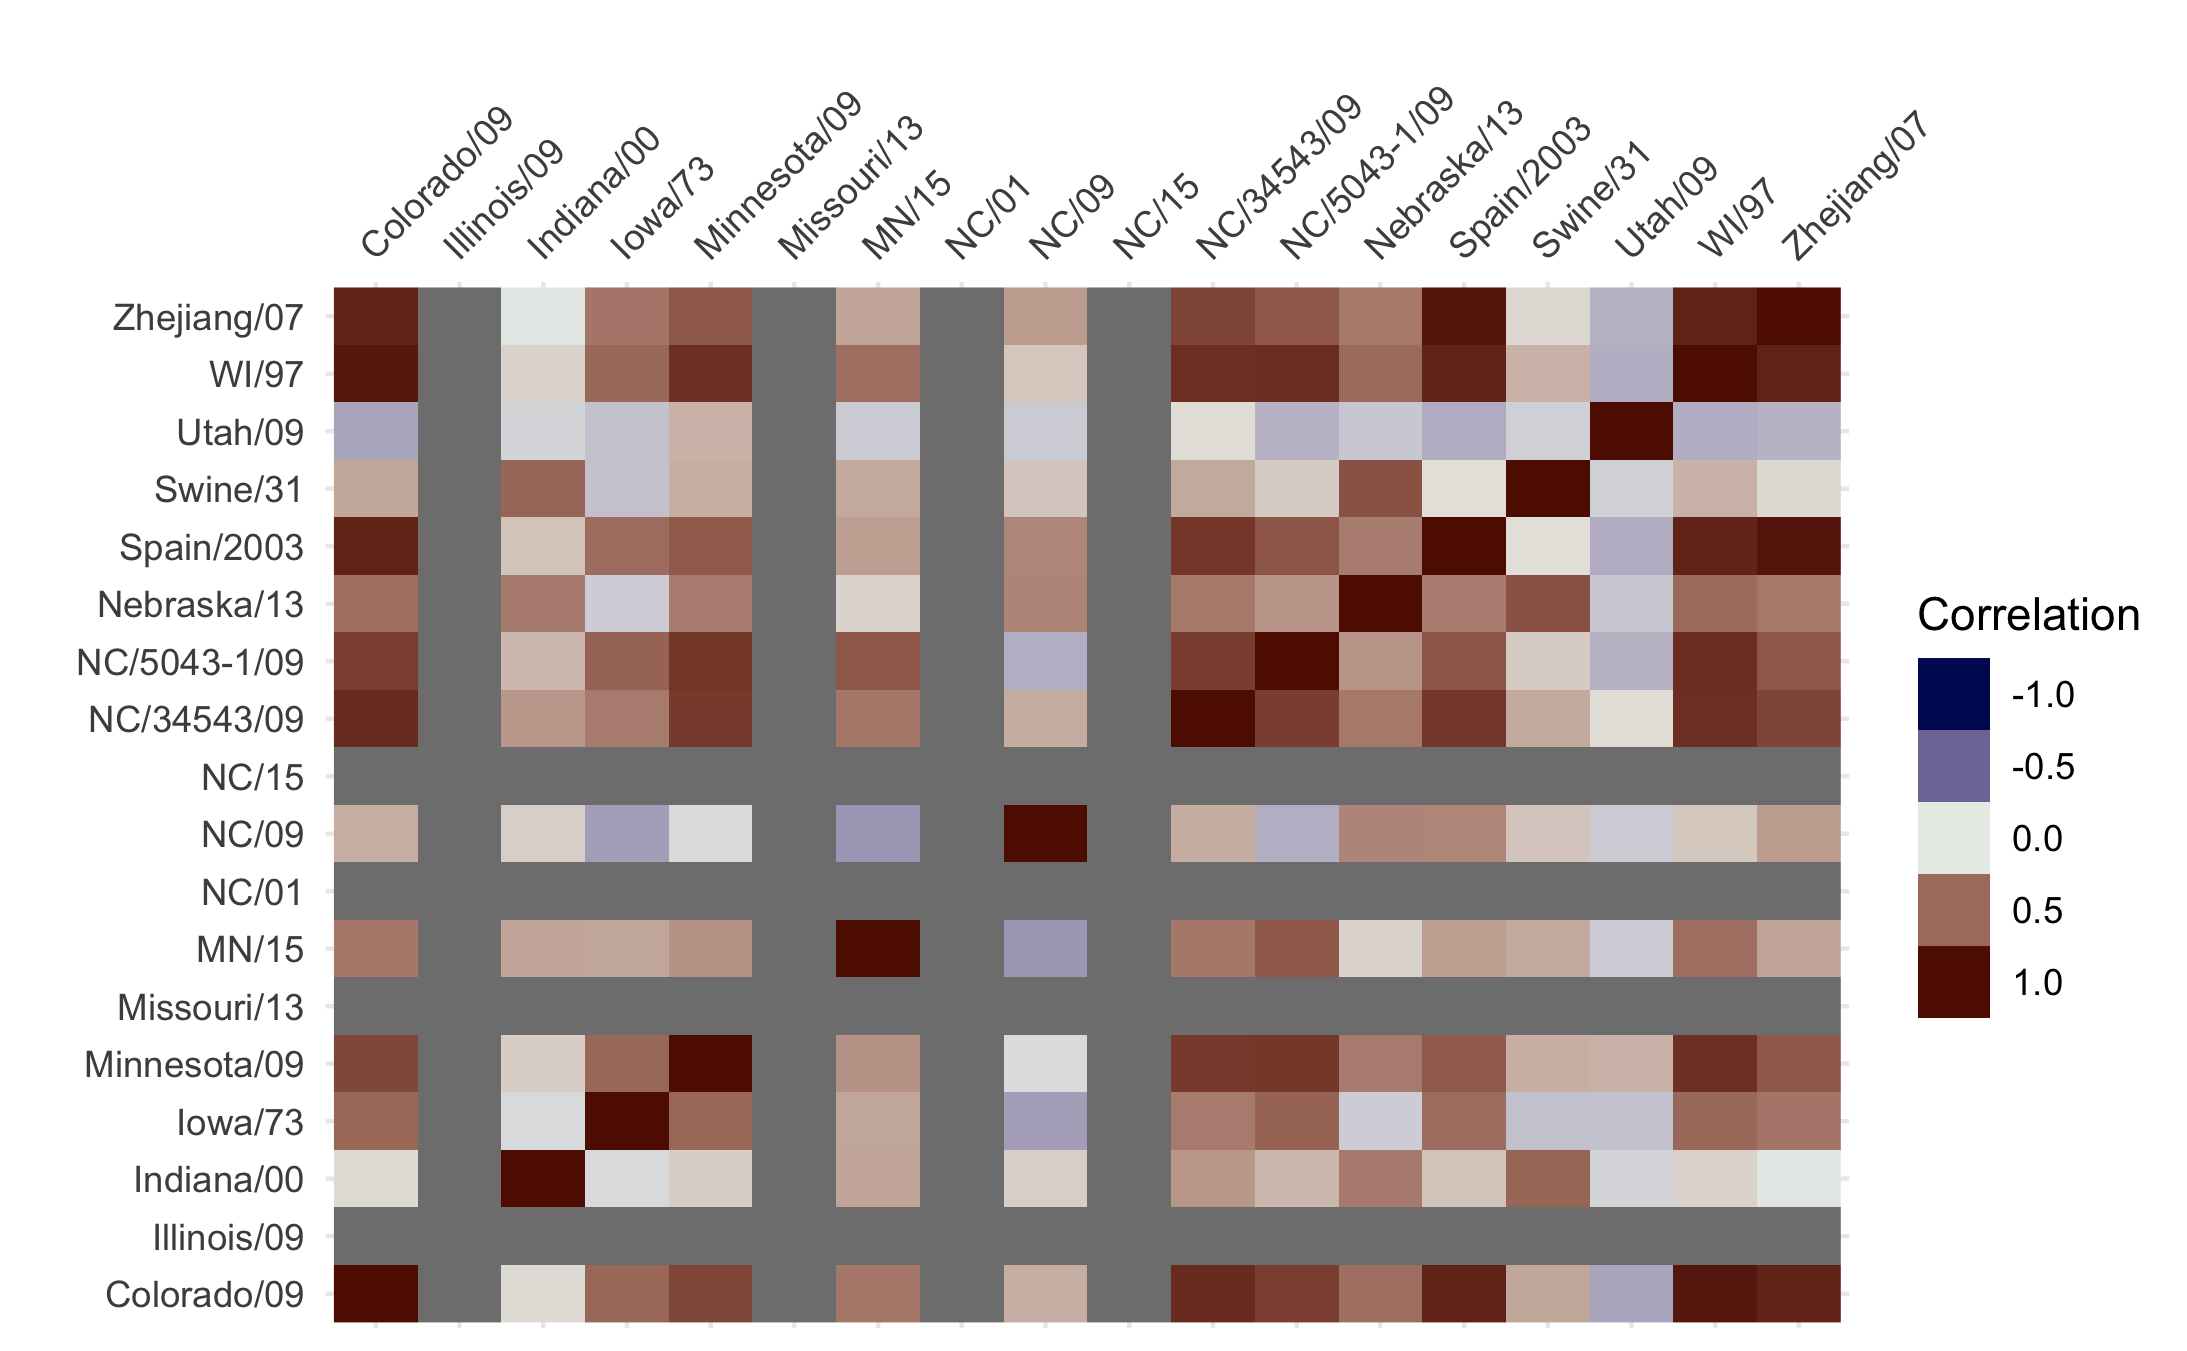 Colorado/09
Illinois/09
Indiana/00
Iowa/73
Minnesota/09
Missouri/13
MN/15
NC/01
NC/09
NC/15
NC/34543/09
NC/5043-1/09
Nebraska/13
Spain/2003
Swine/31
Utah/09
WI/97
Zhejiang/07
Zhejiang/07
WI/97
Utah/09
Swine/31
Spain/2003
Nebraska/13
NC/5043-1/09
NC/34543/09
NC/15
NC/09
NC/01
MN/15
Missouri/13
Minnesota/09
Iowa/73
Indiana/00
Illinois/09
Colorado/09
Correlation
-1.0
-0.5
0.0
0.5
1.0